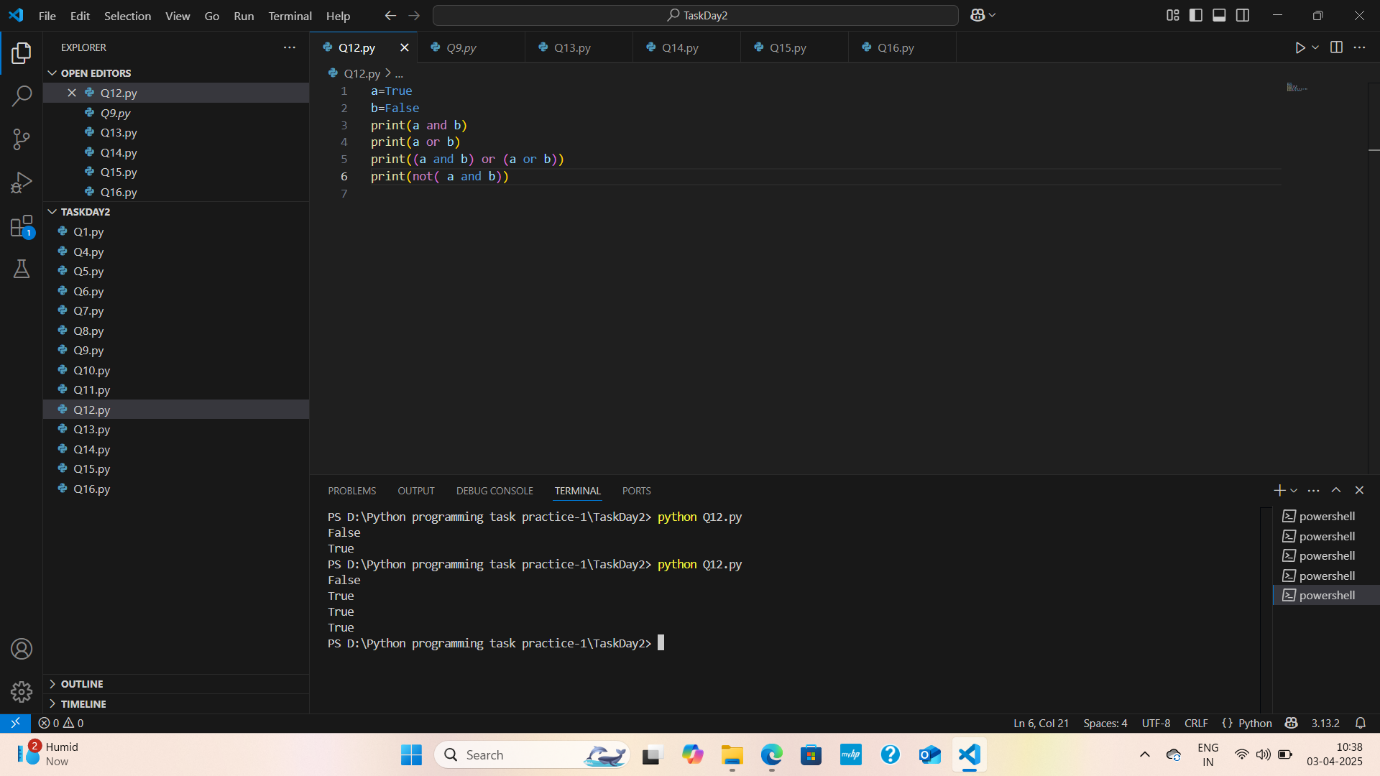 File Edit Selection View Go Run Terminal Help
TaskDay2
EXPLORER
OPEN EDITORS
Q12.py
Q9.py
Q13.py
Q14.py
Q15.py
Q16.py
TASKDAY2
Q1.py
Q4.py
Q5.py
Q6.py
Q7.py
Q8.py
Q9.py
Q10.py
Q11.py
Q12.py
Q13.py
Q14.py
Q15.py
Q16.py
OUTLINE
TIMELINE
1
Q12.py Q9.py Q13.py Q14.py Q15.py Q16.py
Q12.py > ...
1 a=True
2 b=False
3 print(a and b)
4 print(a or b)
5 print((a and b) or (a or b))
6 print(not( a and b))
7
PROBLEMS OUTPUT DEBUG CONSOLE TERMINAL PORTS
PS D:\Python programming task practice-1\TaskDay2> python Q12.py
False
True
PS D:\Python programming task practice-1\TaskDay2> python Q12.py
False
True
True
True
PS D:\Python programming task practice-1\TaskDay2>
powershell
powershell
powershell
powershell
powershell
0 0 Ln 6, Col 21 Spaces: 4 UTF-8 CRLF {} Python 3.13.2
2
Humid
Now
Search
myhp
ENG
IN
10:38
03-04-2025